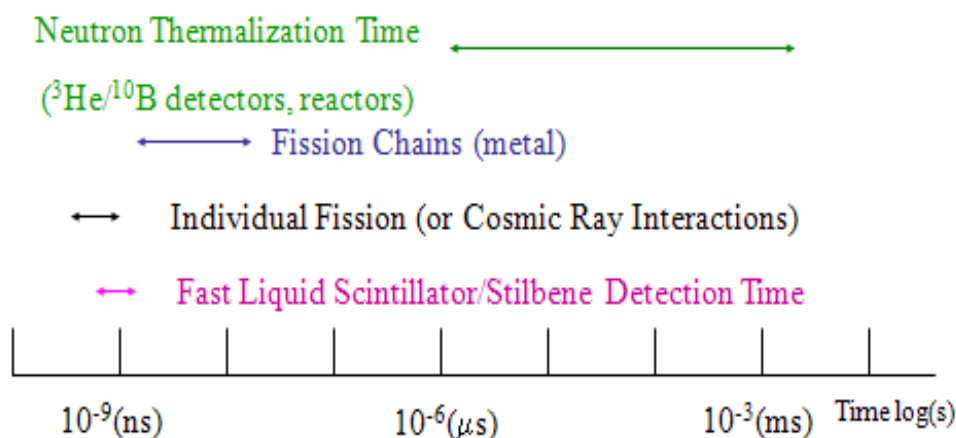 Neutron Thermalization Time
(³He/¹⁰B detectors, reactors)
Fission Chains (metal)
Individual Fission (or Cosmic Ray Interactions)
Fast Liquid Scintillator/Stilbene Detection Time
10⁻⁹(ns) 10⁻⁶(μs) 10⁻³(ms) Time log(s)